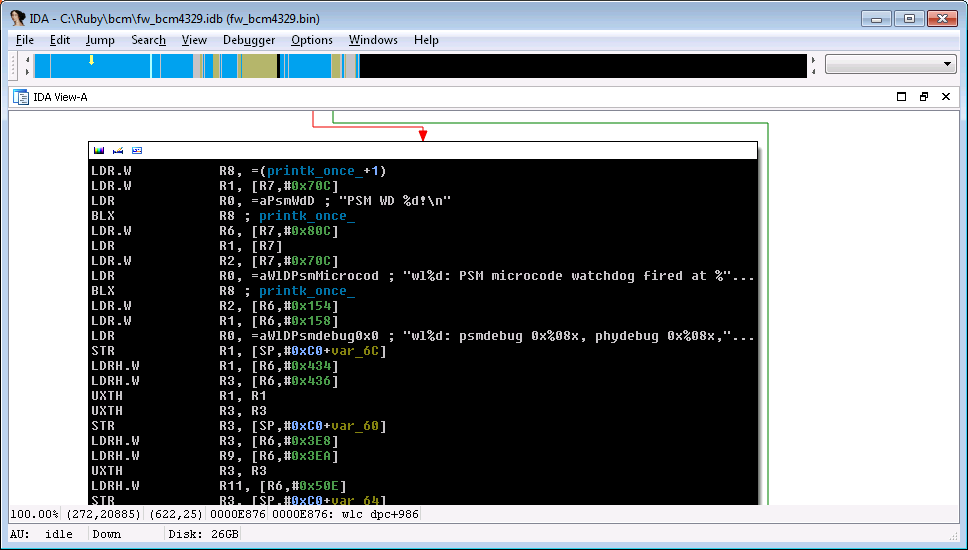 IDA - C:\Ruby\bcm\fw_bcm4329.idb (fw_bcm4329.bin)
File Edit Jump Search View Debugger Options Windows Help
IDA View-A
LDR.W R8, =(printk_once_+1)
LDR.W R1, [R7,#0x70C]
LDR R0, =aPsmWdD ; "PSM WD %d!\n"
BLX R8 ; printk_once_
LDR.W R6, [R7,#0x80C]
LDR R1, [R7]
LDR.W R2, [R7,#0x70C]
LDR R0, =aWlDPsmMicrocod ; "wl%d: PSM microcode watchdog fired at %"...
BLX R8 ; printk_once_
LDR.W R2, [R6,#0x154]
LDR.W R1, [R6,#0x158]
LDR R0, =aWlDPsmdebug0x0 ; "wl%d: psmdebug 0x%08x, phydebug 0x%08x,"...
STR R1, [SP,#0xC0+var_6C]
LDRH.W R1, [R6,#0x434]
LDRH.W R3, [R6,#0x436]
UXTH R1, R1
UXTH R3, R3
STR R3, [SP,#0xC0+var_60]
LDRH.W R3, [R6,#0x3E8]
LDRH.W R9, [R6,#0x3EA]
UXTH R3, R3
LDRH.W R11, [R6,#0x50E]
STR R3, [SP,#0xC0+var_64]
100.00% (272,20885) (622,25) 0000E876 0000E876: wlc dpc+986
AU: idle Down Disk: 26GB